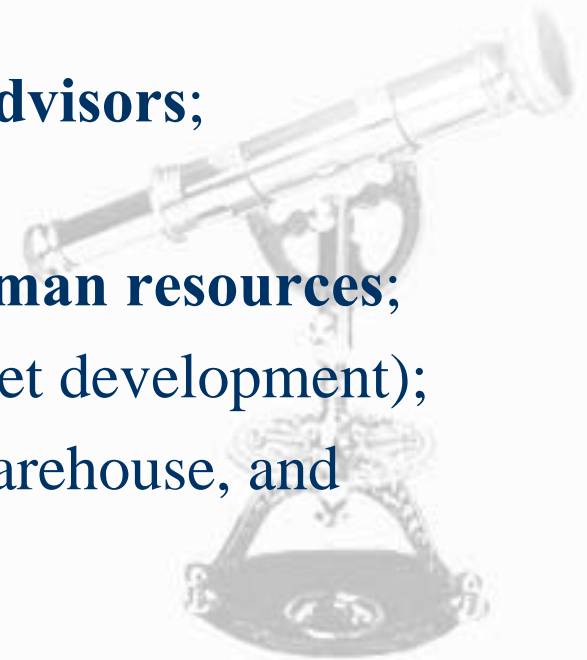 dvisors;
man resources;
et development);
arehouse, and